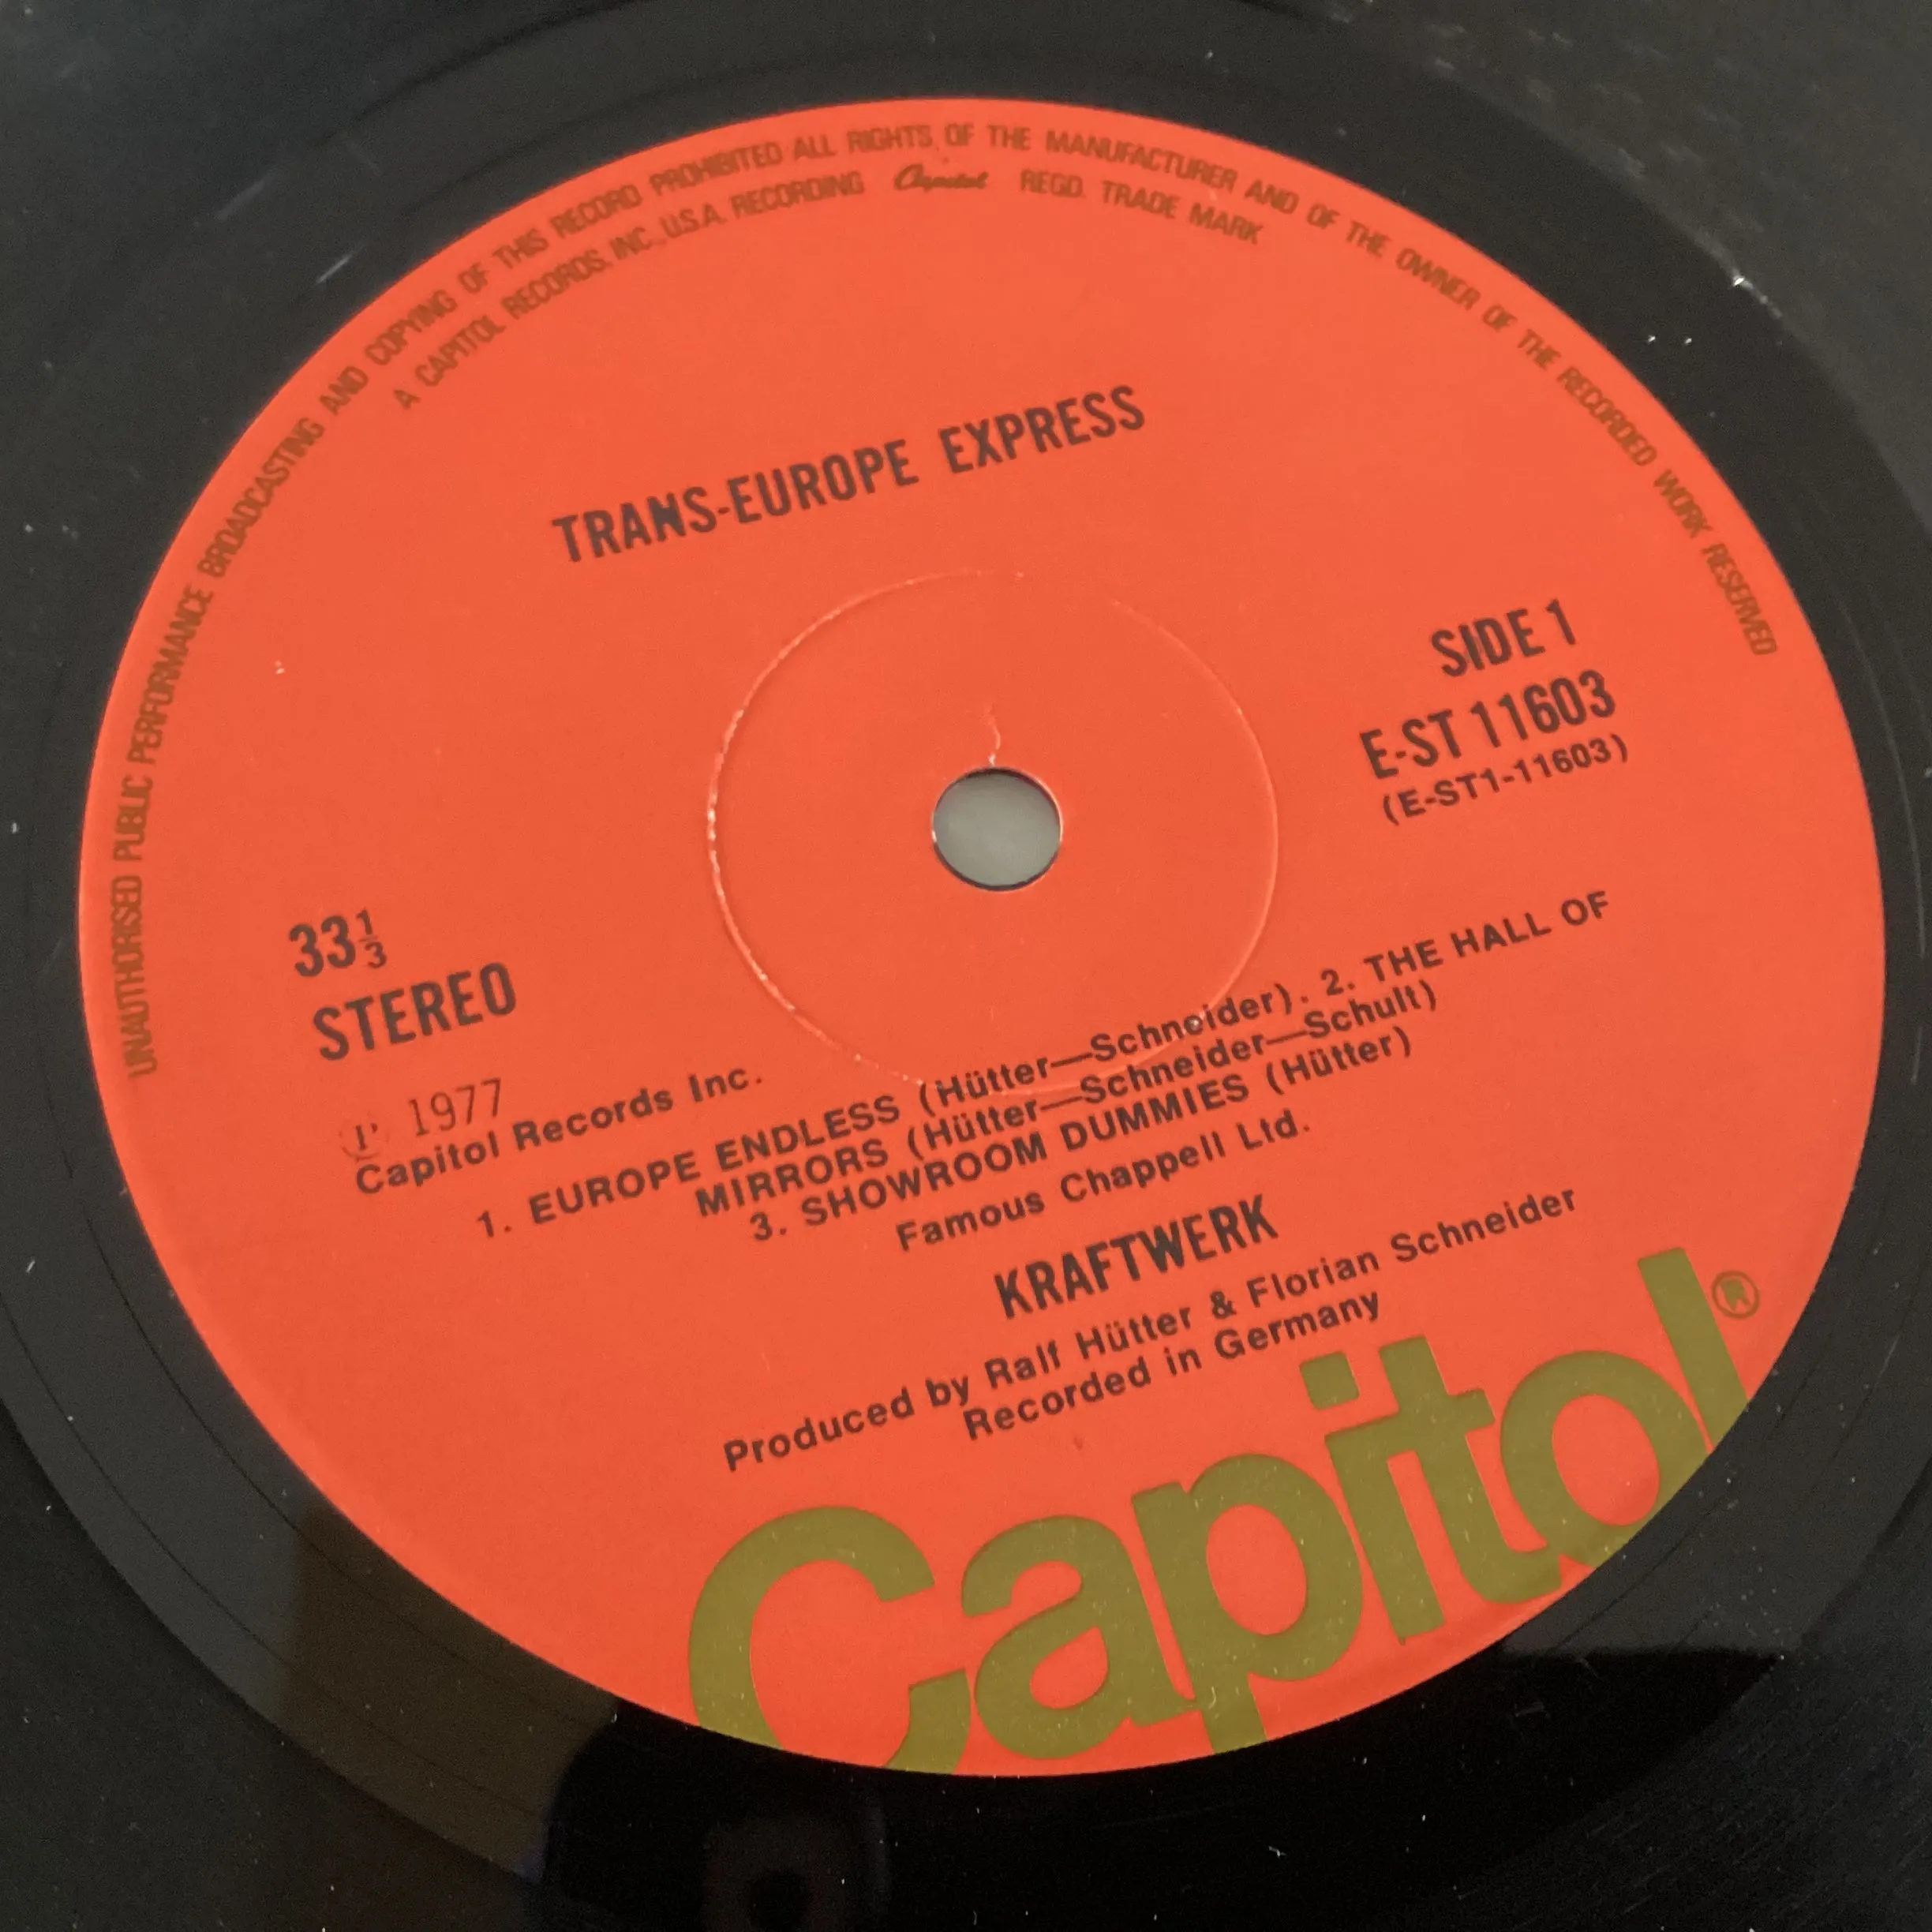 UNAUTHORISED PUBLIC PERFORMANCE BROADCASTING AND COPYING OF THIS RECORD PROHIBITED ALL RIGHTS OF THE MANUFACTURER AND OF THE OWNER OF THE RECORDED WORK RESERVED
A CAPITOL RECORDS, INC., U.S.A. RECORDING Capitol REGD. TRADE MARK
TRANS-EUROPE EXPRESS
SIDE 1
E-ST 11603
(E-ST1-11603)
33⅓
STEREO
Ⓟ 1977
Capitol Records Inc.
1. EUROPE ENDLESS (Hütter—Schneider). 2. THE HALL OF
MIRRORS (Hütter—Schneider—Schult)
3. SHOWROOM DUMMIES (Hütter)
Famous Chappell Ltd.
KRAFTWERK
Produced by Ralf Hütter & Florian Schneider
Recorded in Germany
Capitol®